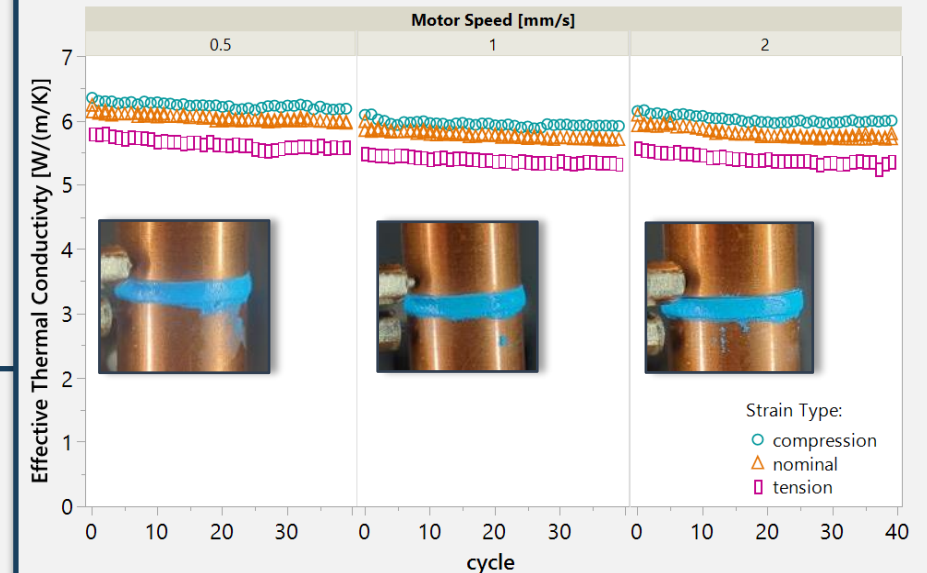 Motor Speed [mm/s]
0.5 1 2
Effective Thermal Conductivty [W/(m/K)]
7
6
5
4
3
2
1
0
Strain Type:
compression
nominal
tension
0 10 20 30 0 10 20 30 0 10 20 30 40
cycle